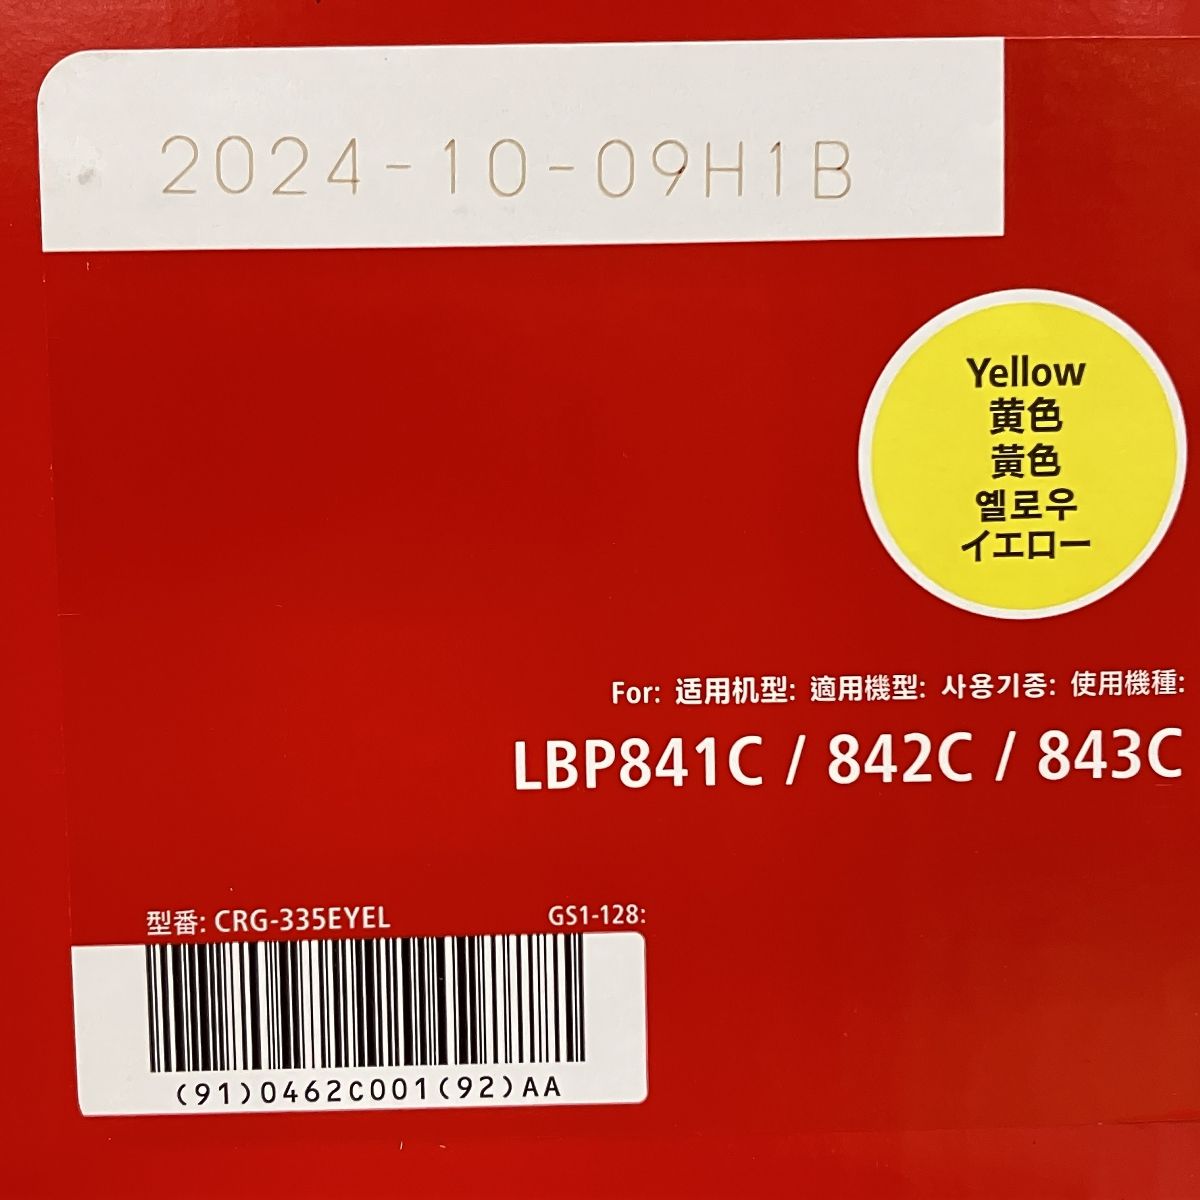 2024-10-09H1B
Yellow
黄色
黃色
옐로우
イエロー
For: 适用机型: 適用機型: 사용기종: 使用機種:
LBP841C / 842C / 843C
型番: CRG-335EYEL
GS1-128:
(91)0462C001(92)AA